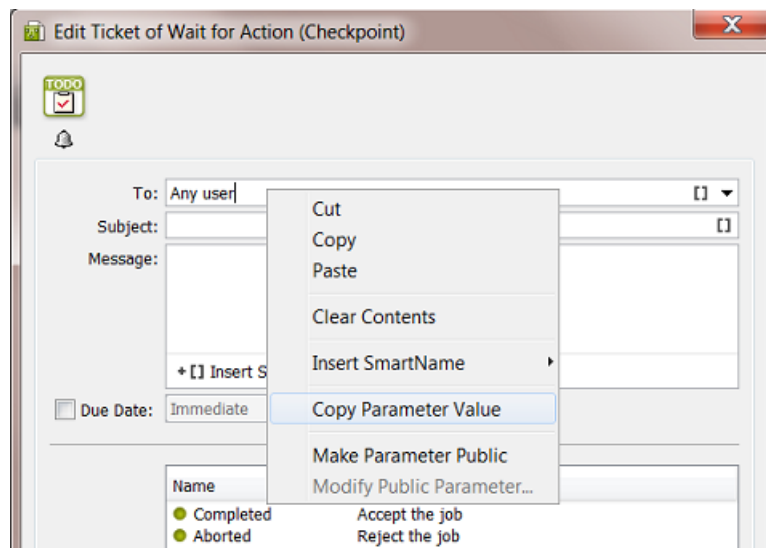 Edit Ticket of Wait for Action (Checkpoint)
TODO
To: Any user
Subject:
Message:
Cut
Copy
Paste
Clear Contents
Insert SmartName
+ [] Insert S
Copy Parameter Value
Due Date: Immediate
Make Parameter Public
Modify Public Parameter...
Name
Completed Accept the job
Aborted Reject the job